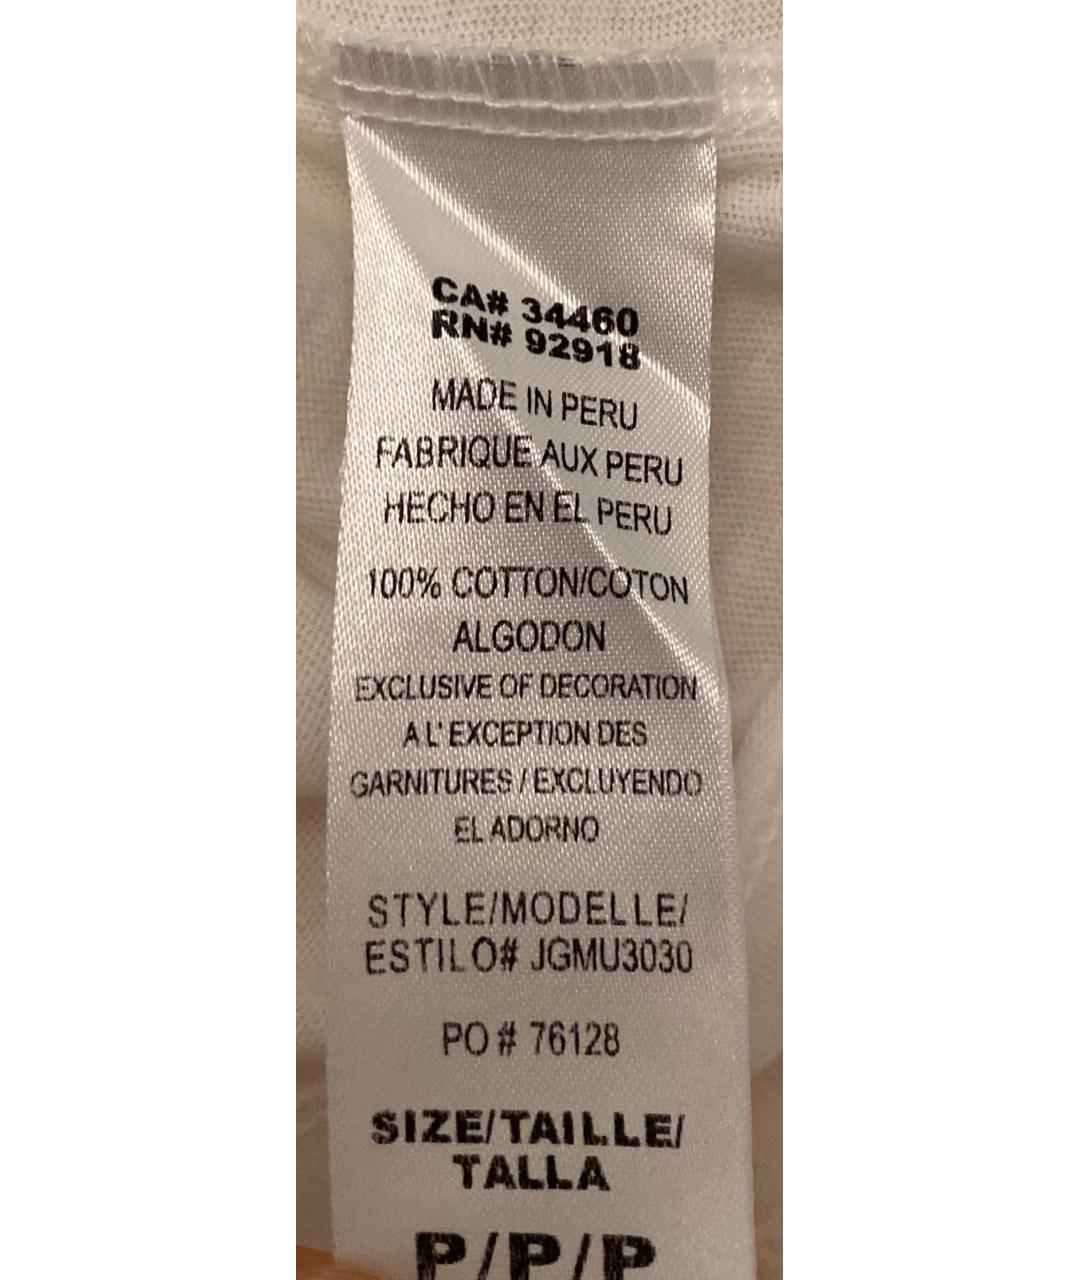 CA# 34460
RN# 92918
MADE IN PERU
FABRIQUE AUX PERU
HECHO EN EL PERU
100% COTTON/COTON
ALGODON
EXCLUSIVE OF DECORATION
A L' EXCEPTION DES
GARNITURES / EXCLUYENDO
EL ADORNO
STYLE/MODELLE/
ESTILO# JGMU3030
PO # 76128
SIZE/TAILLE/
TALLA
P/P/P